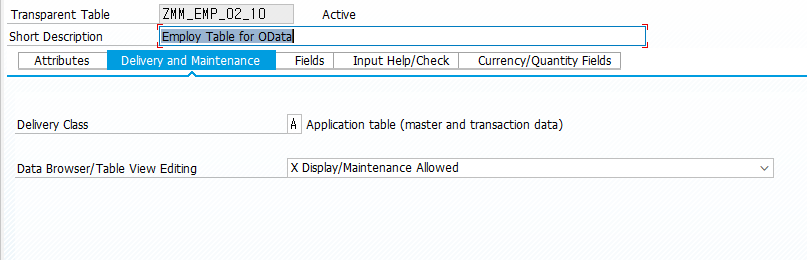 Transparent Table ZMM_EMP_02_10 Active
Short Description Employ Table for OData
Attributes Delivery and Maintenance Fields Input Help/Check Currency/Quantity Fields
Delivery Class A Application table (master and transaction data)
Data Browser/Table View Editing X Display/Maintenance Allowed